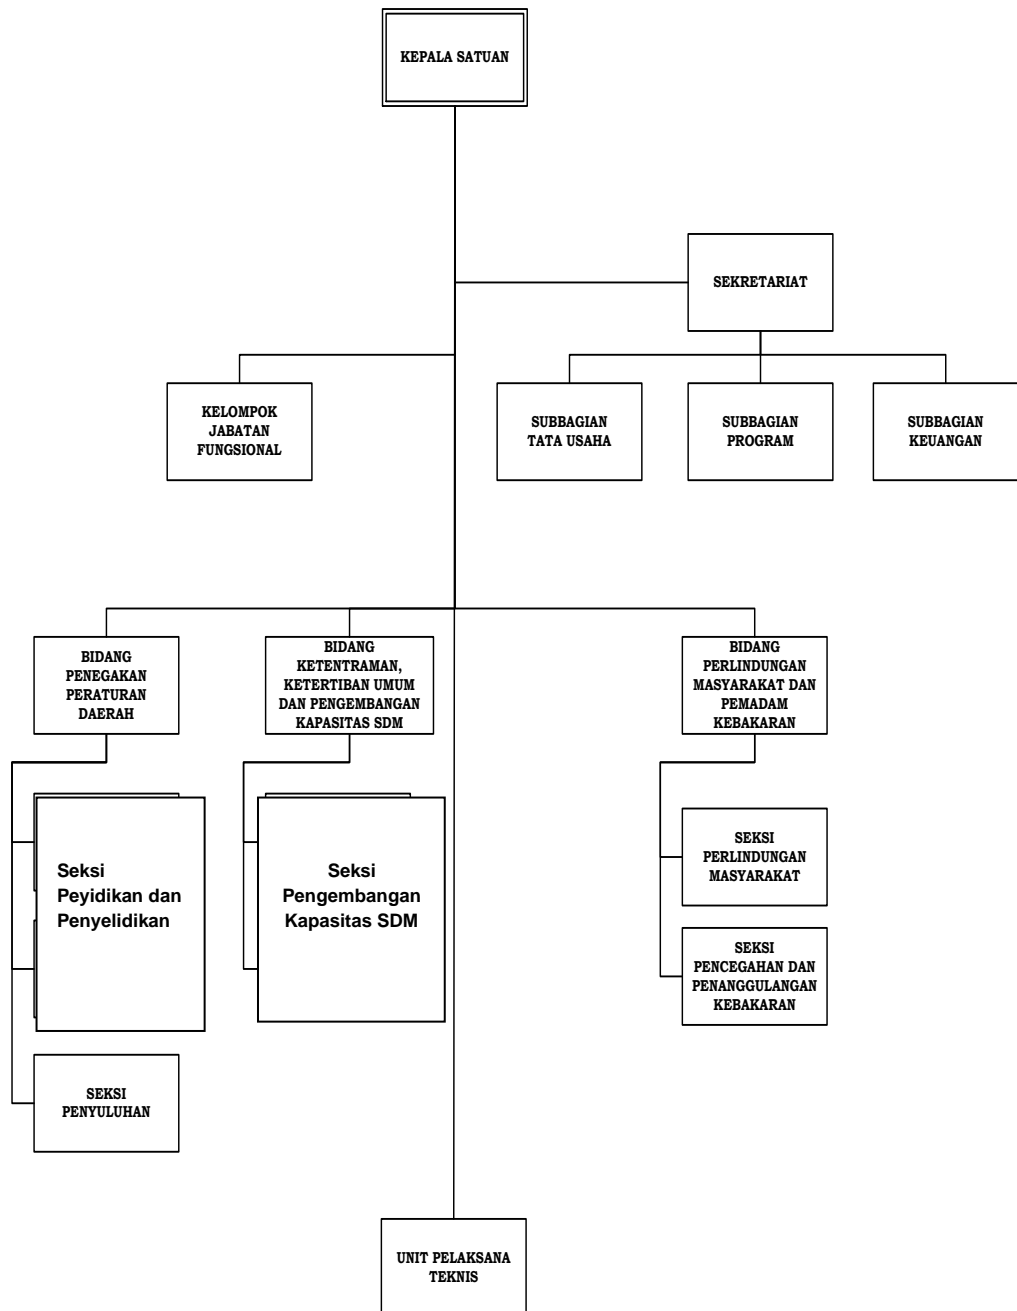 KEPALA SATUAN
SEKRETARIAT
KELOMPOK
JABATAN
FUNGSIONAL
SUBBAGIAN
TATA USAHA
SUBBAGIAN
PROGRAM
SUBBAGIAN
KEUANGAN
BIDANG
PENEGAKAN
PERATURAN
DAERAH
BIDANG
KETENTRAMAN,
KETERTIBAN UMUM
DAN PENGEMBANGAN
KAPASITAS SDM
BIDANG
PERLINDUNGAN
MASYARAKAT DAN
PEMADAM
KEBAKARAN
Seksi
Peyidikan dan
Penyelidikan
Seksi
Pengembangan
Kapasitas SDM
SEKSI
PERLINDUNGAN
MASYARAKAT
SEKSI
PENCEGAHAN DAN
PENANGGULANGAN
KEBAKARAN
SEKSI
PENYULUHAN
UNIT PELAKSANA
TEKNIS